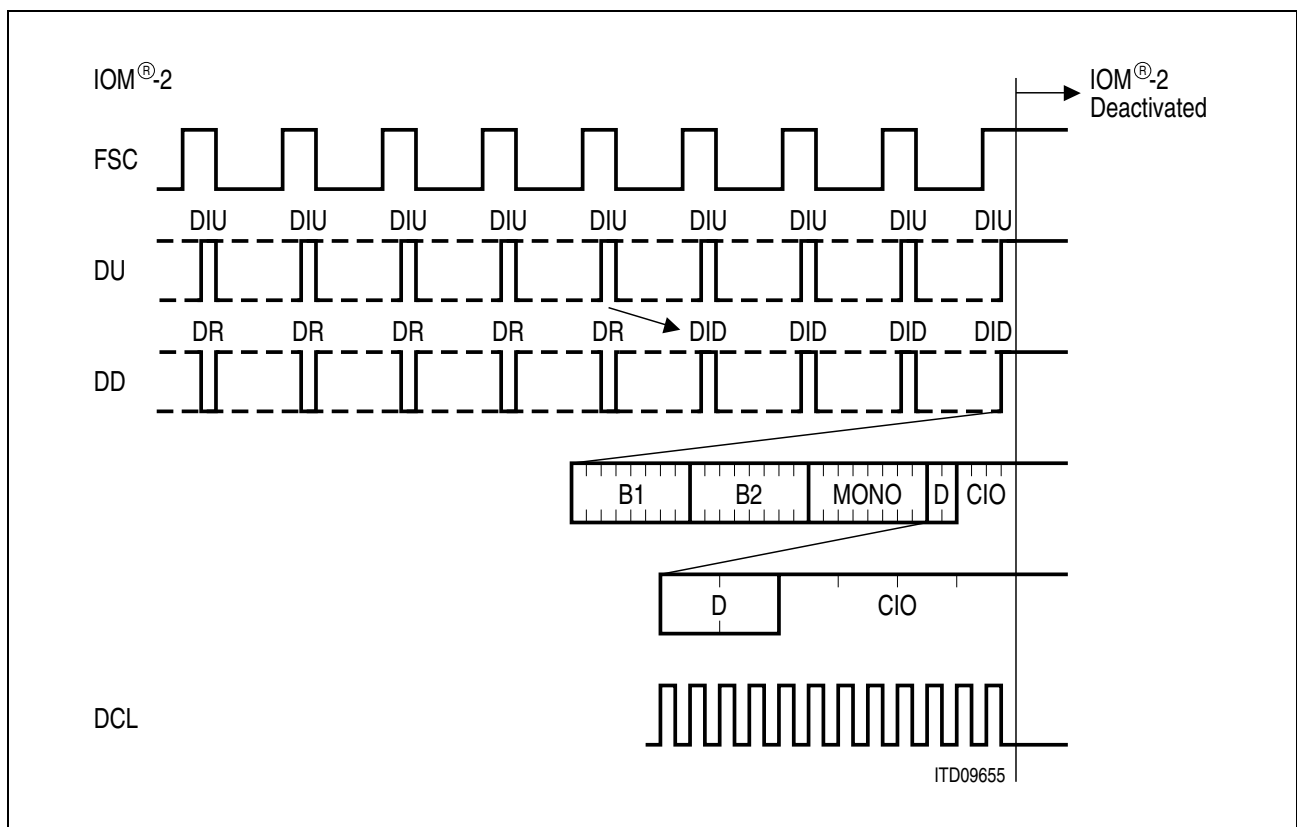 IOM®-2
IOM®-2
Deactivated
FSC
DIU DIU DIU DIU DIU DIU DIU DIU DIU
DU
DR DR DR DR DR DID DID DID DID
DD
B1 B2 MONO D CIO
D CIO
DCL
ITD09655